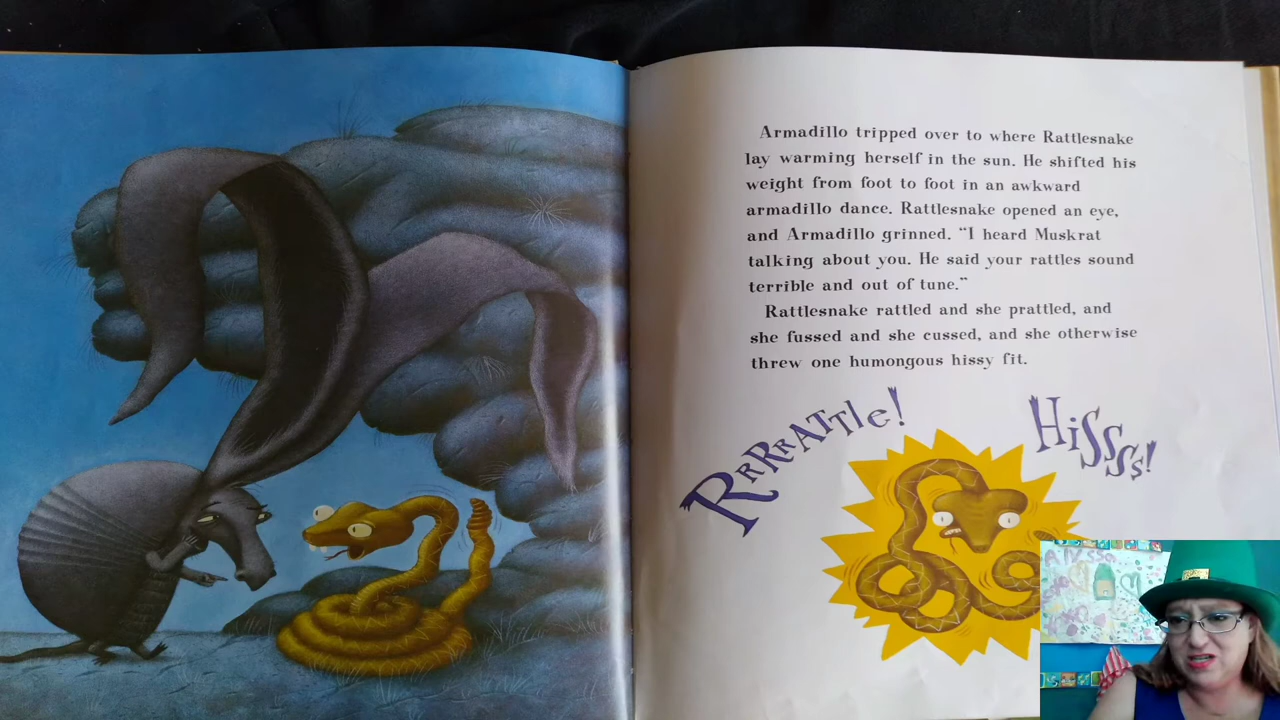 Armadillo tripped over to where Rattlesnake
lay warming herself in the sun. He shifted his
weight from foot to foot in an awkward
armadillo dance. Rattlesnake opened an eye,
and Armadillo grinned. “I heard Muskrat
talking about you. He said your rattles sound
terrible and out of tune.”
Rattlesnake rattled and she prattled, and
she fussed and she cussed, and she otherwise
threw one humongous hissy fit.
RRRRATTle!
HiSSSs!